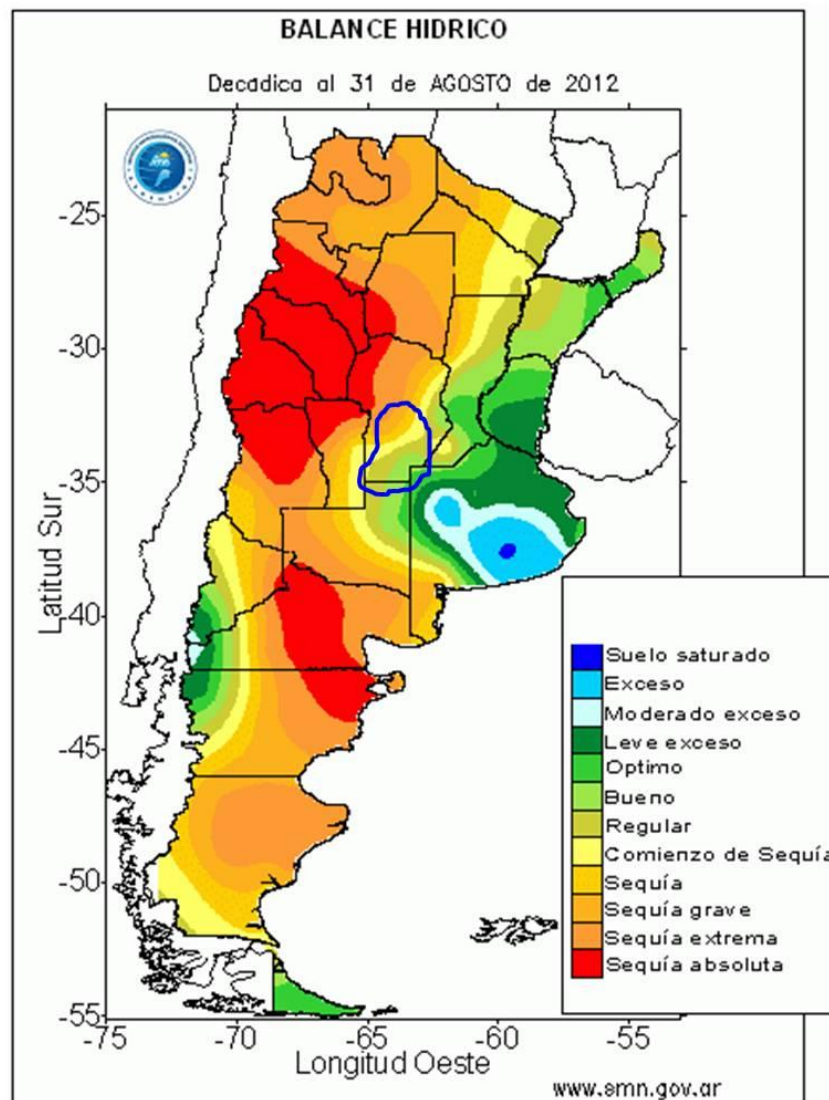 BALANCE HIDRICO
Decádica al 31 de AGOSTO de 2012
-25
-30
-35
-40
-45
-50
-55
Latitud Sur
Suelo saturado
Exceso
Moderado exceso
Leve exceso
Optimo
Bueno
Regular
Comienzo de Sequía
Sequía
Sequía grave
Sequía extrema
Sequía absoluta
-75 -70 -65 -60 -55
Longitud Oeste
www.smn.gov.ar